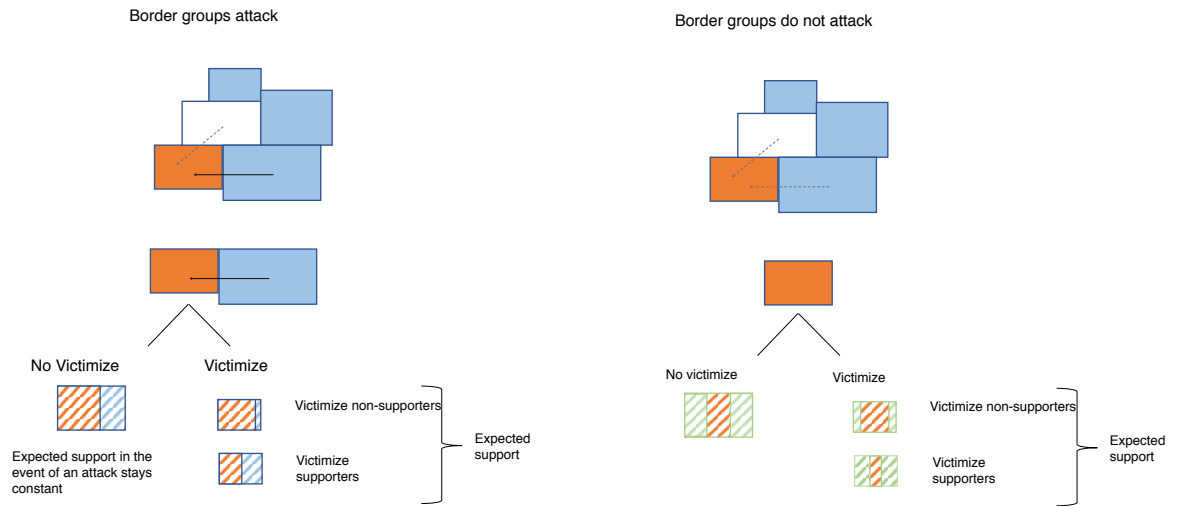 Border groups attack
No Victimize
Victimize
Victimize non-supporters
Victimize
supporters
Expected support in the
event of an attack stays
constant
Expected
support
Border groups do not attack
No victimize
Victimize
Victimize non-supporters
Victimize
supporters
Expected
support